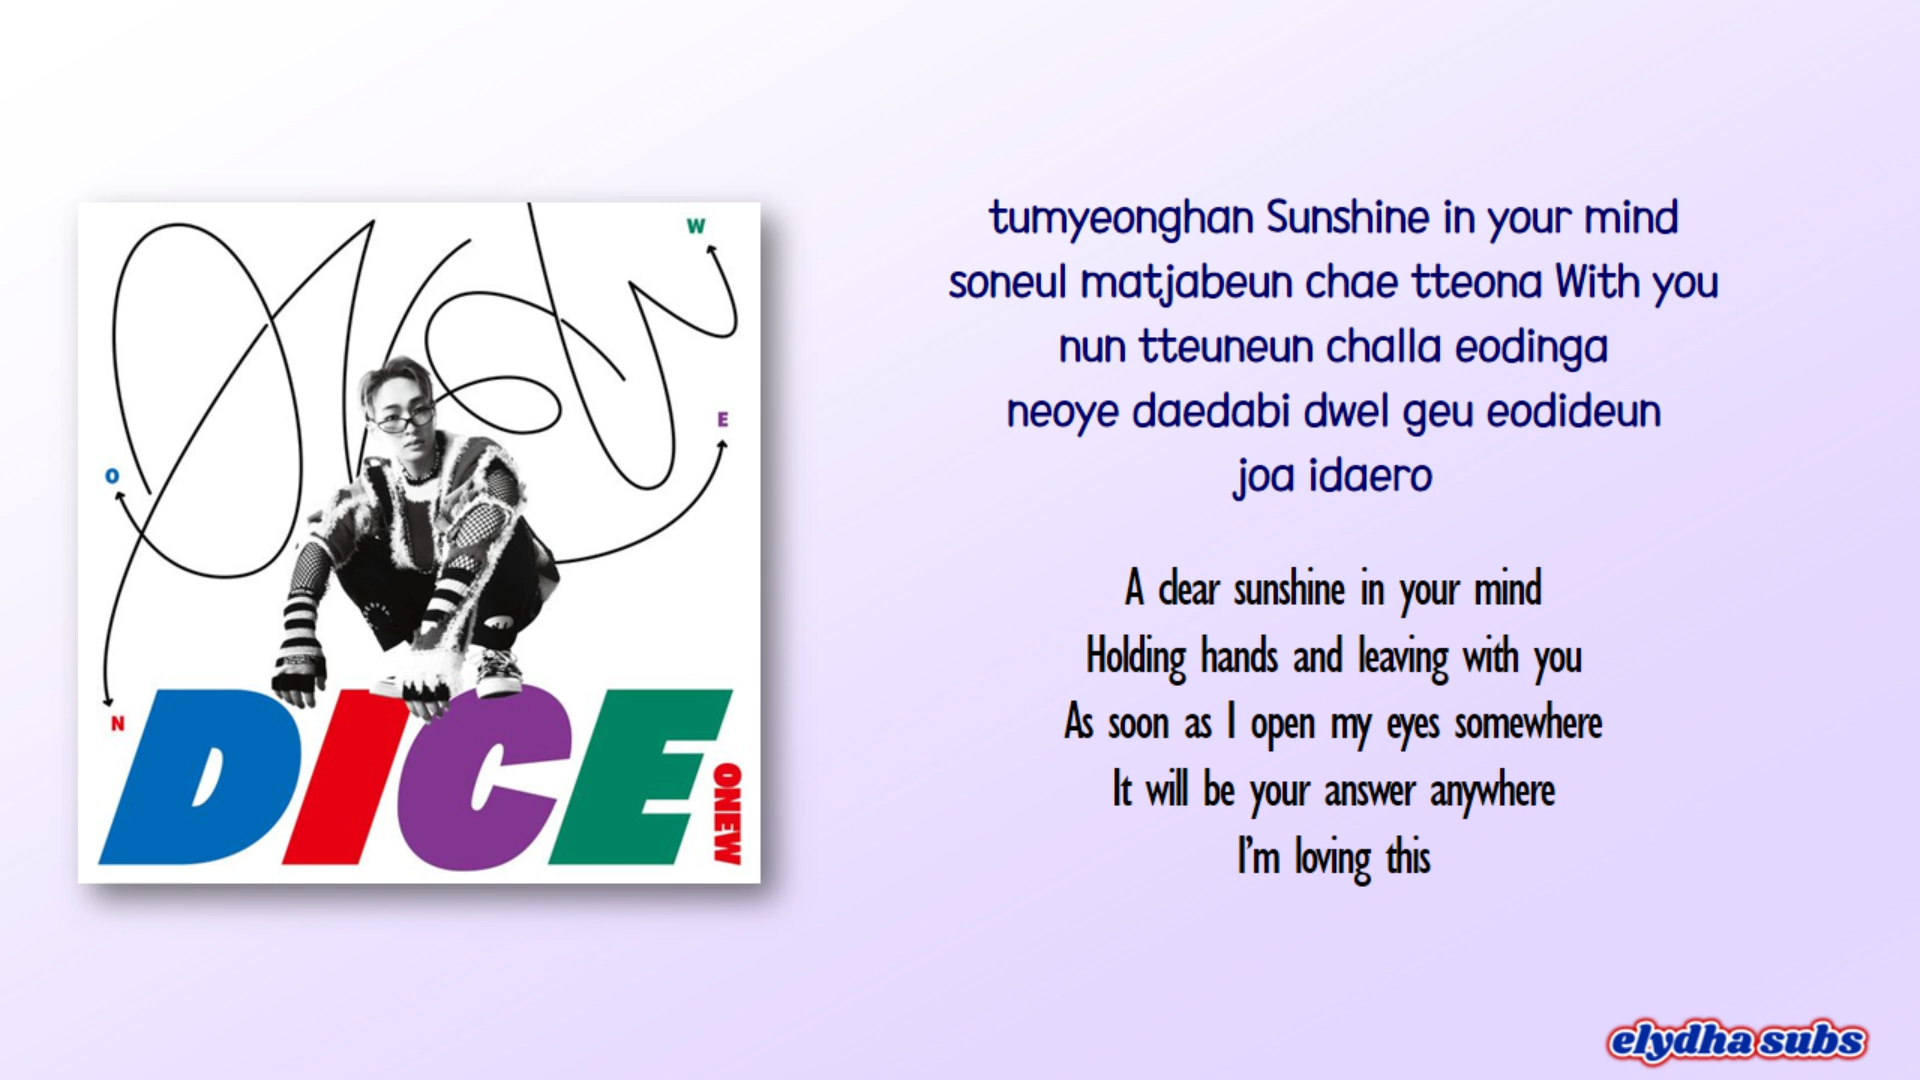 W
E
O
N
DICE
ONEW
tumyeonghan Sunshine in your mind
soneul matjabeun chae tteona With you
nun tteuneun challa eodinga
neoye daedabi dwel geu eodideun
joa idaero
A clear sunshine in your mind
Holding hands and leaving with you
As soon as I open my eyes somewhere
It will be your answer anywhere
I'm loving this
elydha subs